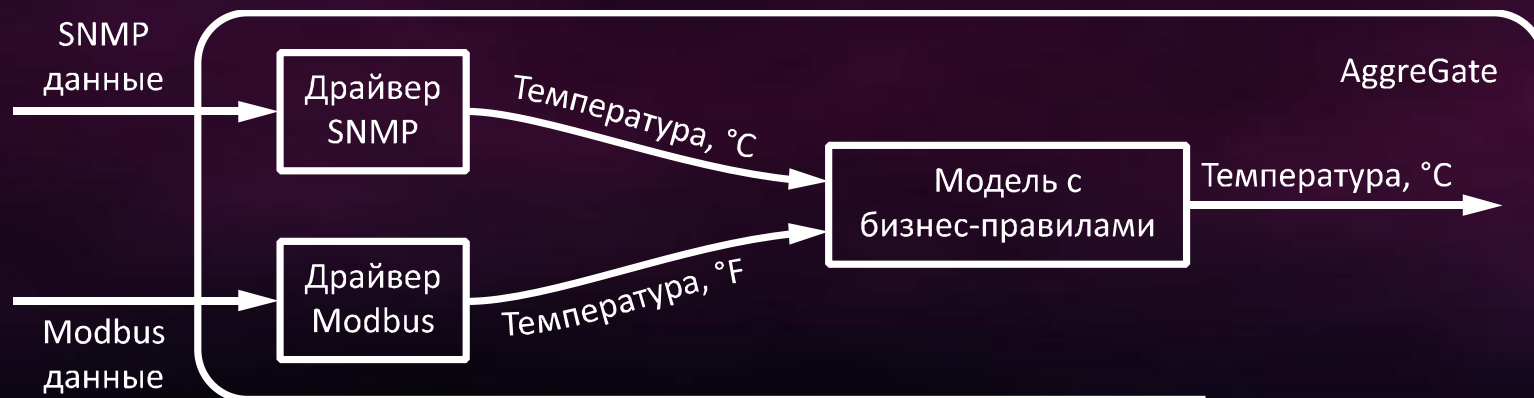 SNMP
данные
Драйвер
SNMP
Температура, °C
AggreGate
Модель с
бизнес-правилами
Температура, °C
Драйвер
Modbus
Температура, °F
Modbus
данные